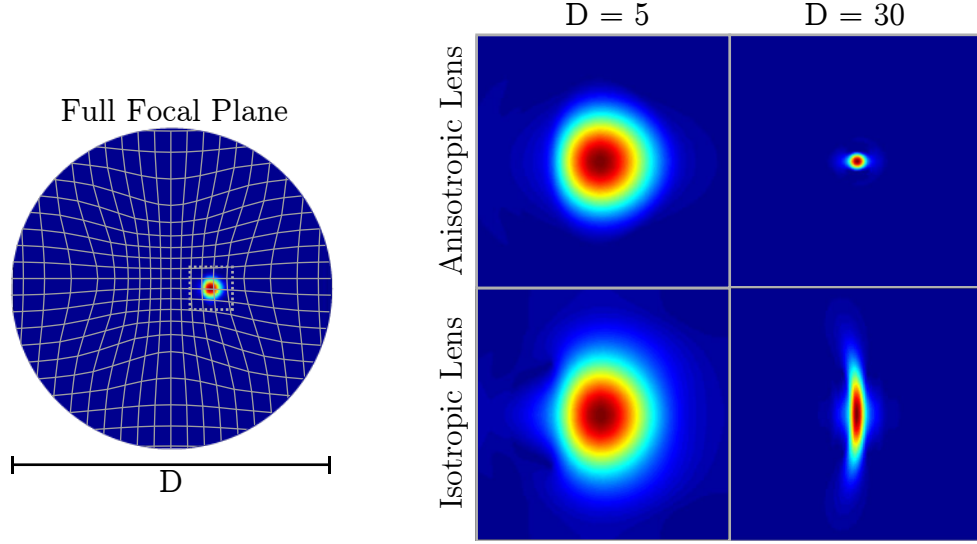 Full Focal Plane
D
D = 5
D = 30
Anisotropic Lens
Isotropic Lens